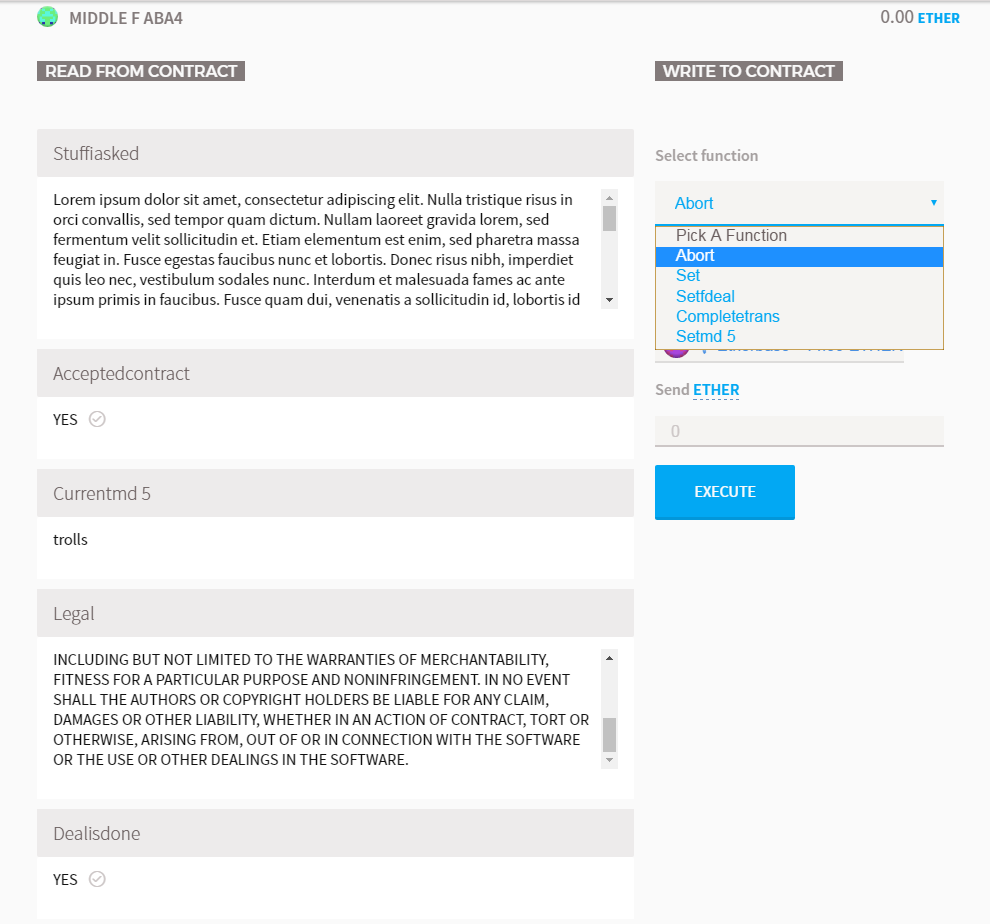 MIDDLE F ABA4
0.00 ETHER
READ FROM CONTRACT
Stuffiasked
Lorem ipsum dolor sit amet, consectetur adipiscing elit. Nulla tristique risus in
orci convallis, sed tempor quam dictum. Nullam laoreet gravida lorem, sed
fermentum velit sollicitudin et. Etiam elementum est enim, sed pharetra massa
feugiat in. Fusce egestas faucibus nunc et lobortis. Donec risus nibh, imperdiet
quis leo nec, vestibulum sodales nunc. Interdum et malesuada fames ac ante
ipsum primis in faucibus. Fusce quam dui, venenatis a sollicitudin id, lobortis id
Acceptedcontract
YES
Currentmd 5
trolls
Legal
INCLUDING BUT NOT LIMITED TO THE WARRANTIES OF MERCHANTABILITY,
FITNESS FOR A PARTICULAR PURPOSE AND NONINFRINGEMENT. IN NO EVENT
SHALL THE AUTHORS OR COPYRIGHT HOLDERS BE LIABLE FOR ANY CLAIM,
DAMAGES OR OTHER LIABILITY, WHETHER IN AN ACTION OF CONTRACT, TORT OR
OTHERWISE, ARISING FROM, OUT OF OR IN CONNECTION WITH THE SOFTWARE
OR THE USE OR OTHER DEALINGS IN THE SOFTWARE.
Dealisdone
YES
WRITE TO CONTRACT
Select function
Abort
Pick A Function
Abort
Set
Setfdeal
Completetrans
Setmd 5
Send ETHER
0
EXECUTE